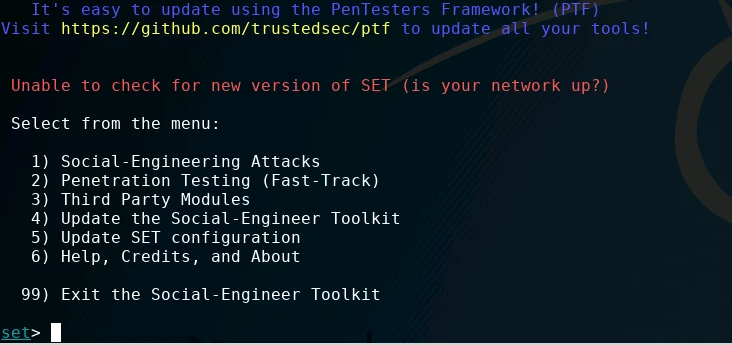 It's easy to update using the PenTesters Framework! (PTF)
Visit https://github.com/trustedsec/ptf to update all your tools!
Unable to check for new version of SET (is your network up?)
Select from the menu:
1) Social-Engineering Attacks
2) Penetration Testing (Fast-Track)
3) Third Party Modules
4) Update the Social-Engineer Toolkit
5) Update SET configuration
6) Help, Credits, and About
99) Exit the Social-Engineer Toolkit
set>